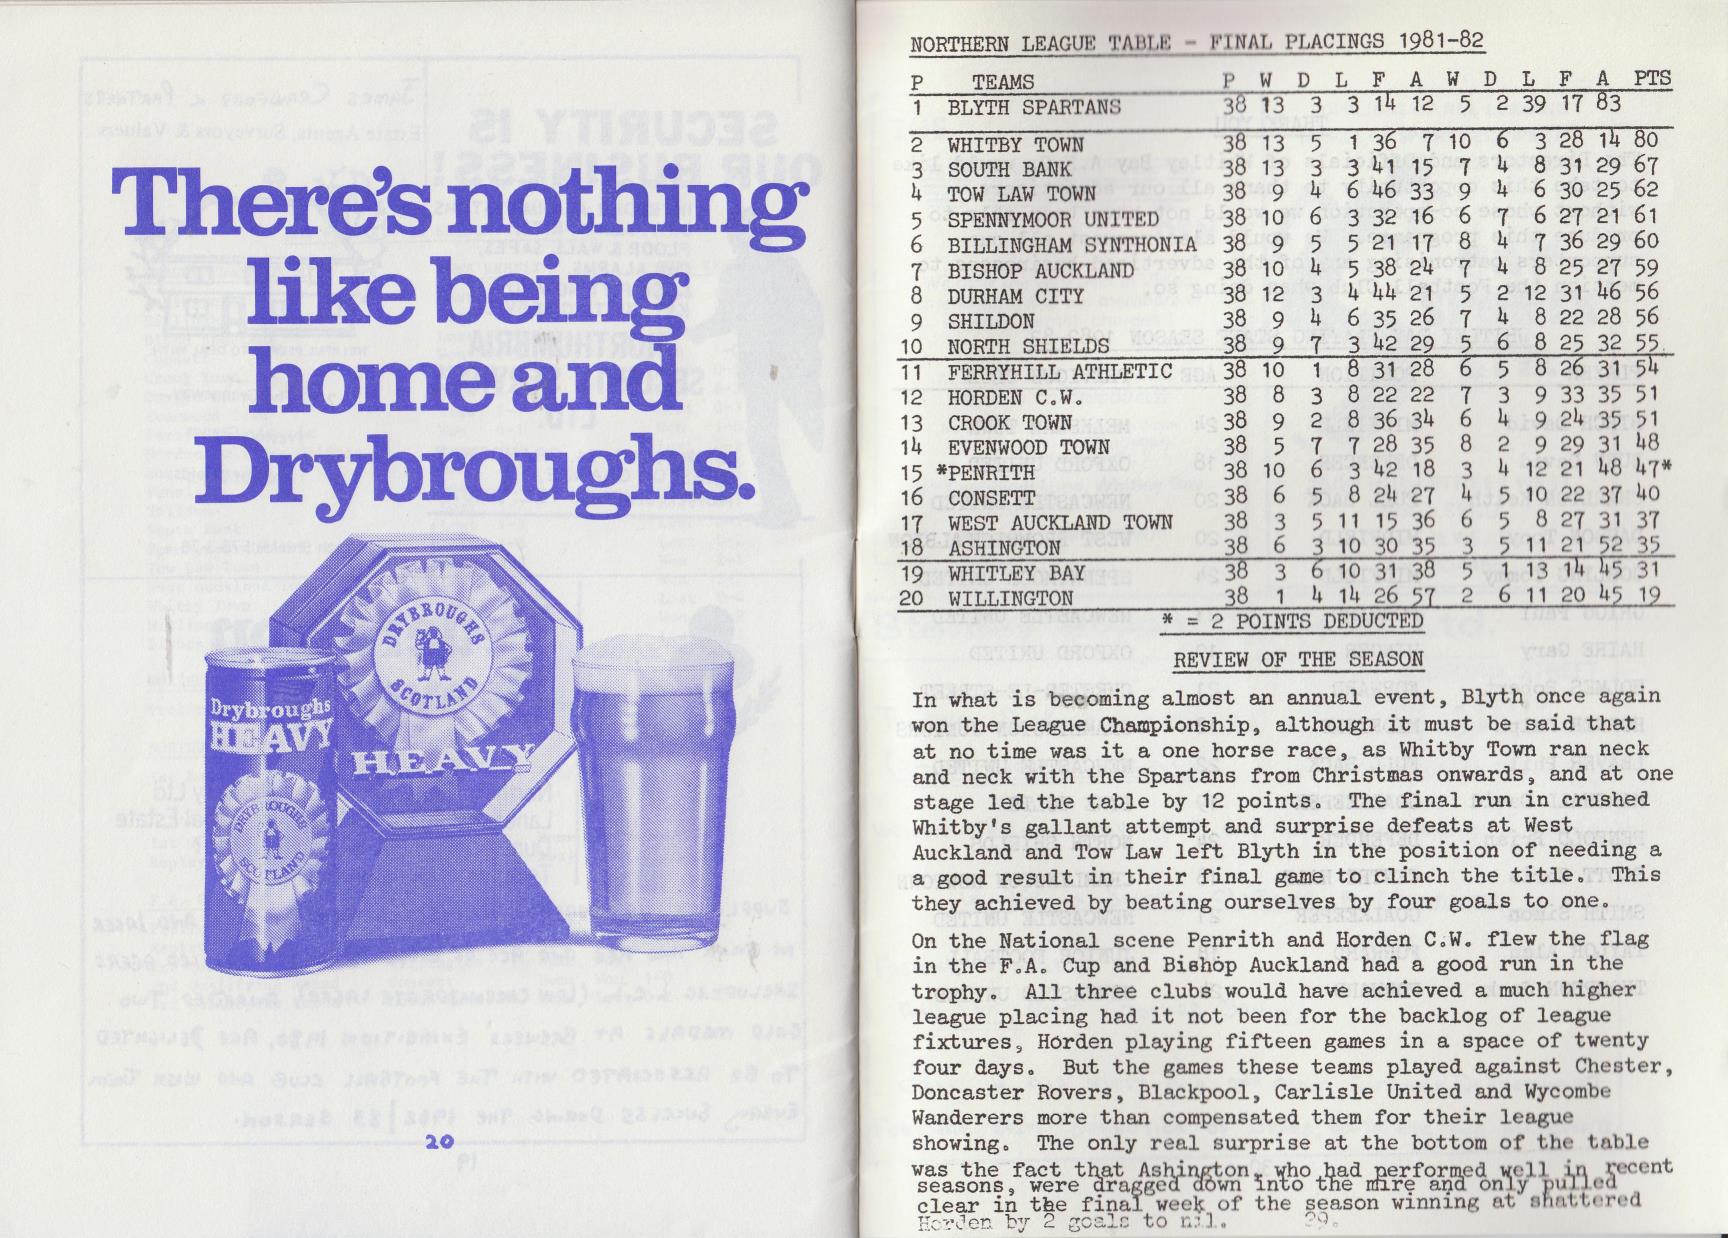 There's nothing
like being
home and
Drybroughs.
DRYBROUGHS
SCOTLAND
HEAVY
Drybroughs
HEAVY
DRYBROUGHS
SCOTLAND
20
NORTHERN LEAGUE TABLE - FINAL PLACINGS 1981-82
P TEAMS P W D L F A W D L F A PTS
1 BLYTH SPARTANS 38 13 3 3 14 12 5 2 39 17 83
2 WHITBY TOWN 38 13 5 1 36 7 10 6 3 28 14 80
3 SOUTH BANK 38 13 3 3 41 15 7 4 8 31 29 67
4 TOW LAW TOWN 38 9 4 6 46 33 9 4 6 30 25 62
5 SPENNYMOOR UNITED 38 10 6 3 32 16 6 7 6 27 21 61
6 BILLINGHAM SYNTHONIA 38 9 5 5 21 17 8 4 7 36 29 60
7 BISHOP AUCKLAND 38 10 4 5 38 24 7 4 8 25 27 59
8 DURHAM CITY 38 12 3 4 44 21 5 2 12 31 46 56
9 SHILDON 38 9 4 6 35 26 7 4 8 22 28 56
10 NORTH SHIELDS 38 9 7 3 42 29 5 6 8 25 32 55
11 FERRYHILL ATHLETIC 38 10 1 8 31 28 6 5 8 26 31 54
12 HORDEN C.W. 38 8 3 8 22 22 7 3 9 33 35 51
13 CROOK TOWN 38 9 2 8 36 34 6 4 9 24 35 51
14 EVENWOOD TOWN 38 5 7 7 28 35 8 2 9 29 31 48
15 *PENRITH 38 10 6 3 42 18 3 4 12 21 48 47*
16 CONSETT 38 6 5 8 24 27 4 5 10 22 37 40
17 WEST AUCKLAND TOWN 38 3 5 11 15 36 6 5 8 27 31 37
18 ASHINGTON 38 6 3 10 30 35 3 5 11 21 52 35
19 WHITLEY BAY 38 3 6 10 31 38 5 1 13 14 45 31
20 WILLINGTON 38 1 4 14 26 57 2 6 11 20 45 19
* = 2 POINTS DEDUCTED
REVIEW OF THE SEASON
In what is becoming almost an annual event, Blyth once again
won the League Championship, although it must be said that
at no time was it a one horse race, as Whitby Town ran neck
and neck with the Spartans from Christmas onwards, and at one
stage led the table by 12 points. The final run in crushed
Whitby's gallant attempt and surprise defeats at West
Auckland and Tow Law left Blyth in the position of needing a
a good result in their final game to clinch the title. This
they achieved by beating ourselves by four goals to one.
On the National scene Penrith and Horden C.W. flew the flag
in the F.A. Cup and Bishop Auckland had a good run in the
trophy. All three clubs would have achieved a much higher
league placing had it not been for the backlog of league
fixtures, Horden playing fifteen games in a space of twenty
four days. But the games these teams played against Chester,
Doncaster Rovers, Blackpool, Carlisle United and Wycombe
Wanderers more than compensated them for their league
showing. The only real surprise at the bottom of the table
was the fact that Ashington, who had performed well in recent
seasons, were dragged down into the mire and only pulled
clear in the final week of the season winning at shattered
Horden by 2 goals to nil.